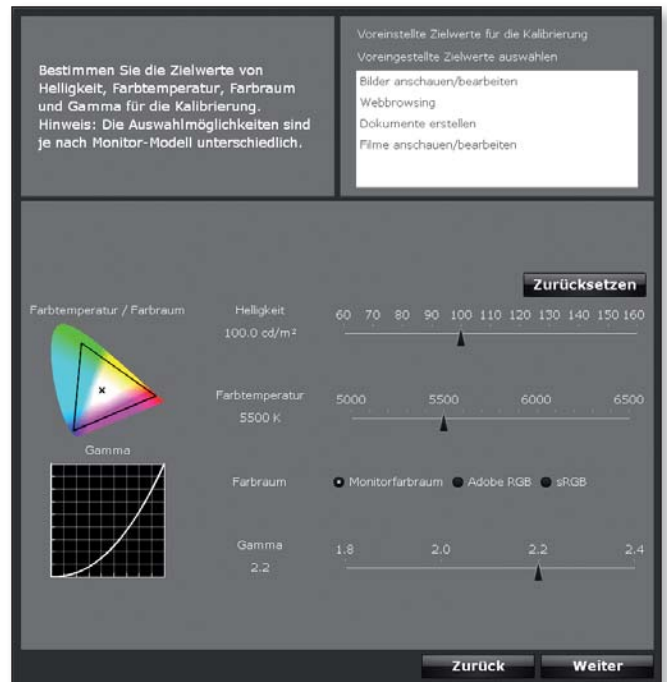 Bestimmen Sie die Zielwerte von
Helligkeit, Farbtemperatur, Farbraum
und Gamma für die Kalibrierung.
Hinweis: Die Auswahlmöglichkeiten sind
je nach Monitor-Modell unterschiedlich.
Voreinstellte Zielwerte für die Kalibrierung
Voreingestellte Zielwerte auswählen
Bilder anschauen/bearbeiten
Webbrowsing
Dokumente erstellen
Filme anschauen/bearbeiten
Zurücksetzen
Farbtemperatur / Farbraum
Helligkeit
100.0 cd/m²
60 70 80 90 100 110 120 130 140 150 160
Farbtemperatur
5500 K
5000 5500 6000 6500
Gamma
Farbraum
Monitorfarbraum Adobe RGB sRGB
Gamma
2.2
1.8 2.0 2.2 2.4
Zurück Weiter